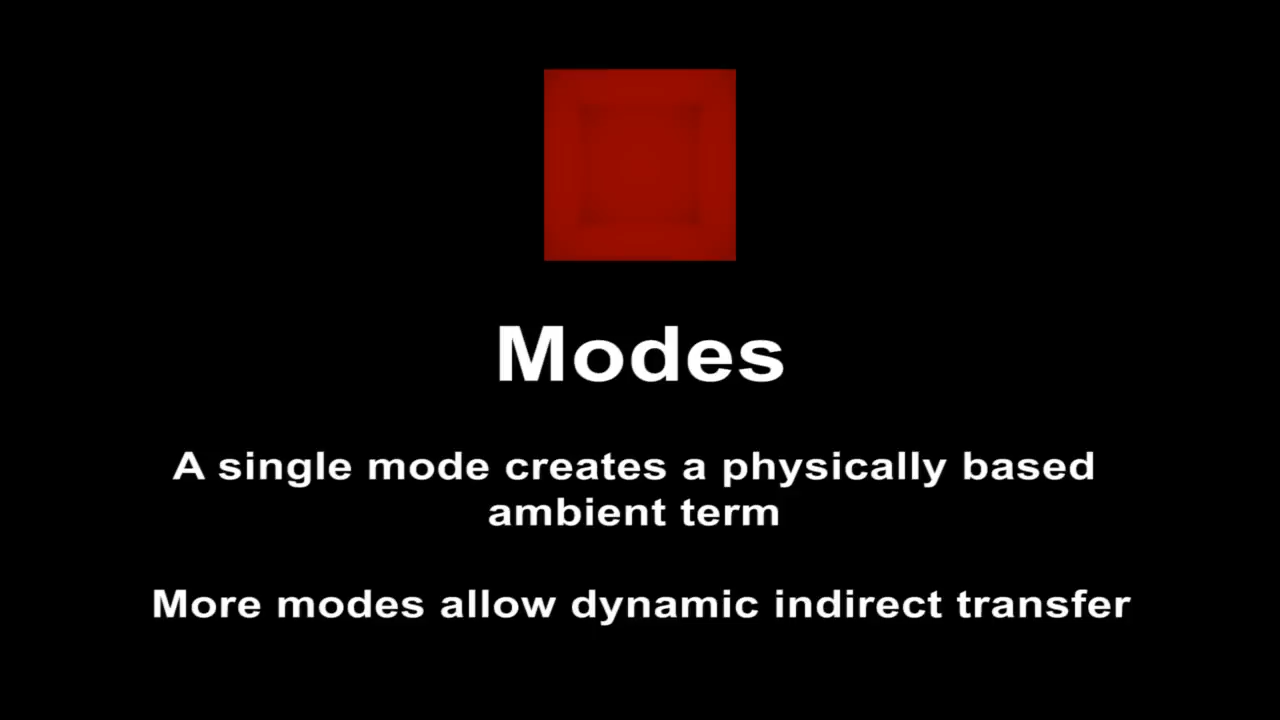 Modes
A single mode creates a physically based
ambient term
More modes allow dynamic indirect transfer